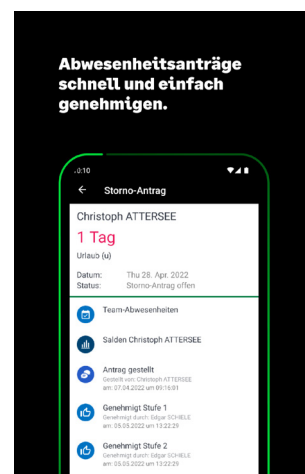 Abwesenheitsanträge
schnell und einfach
genehmigen.
10:10
Storno-Antrag
Christoph ATTERSEE
1 Tag
Urlaub (u)
Datum: Thu 28. Apr. 2022
Status: Storno-Antrag offen
Team-Abwesenheiten
Salden Christoph ATTERSEE
Antrag gestellt
Gestellt von: Christoph ATTERSEE
am: 07.04.2022 um 09:16:01
Genehmigt Stufe 1
Genehmigt durch: Edgar SCHIELE
am: 05.05.2022 um 13:22:29
Genehmigt Stufe 2
Genehmigt durch: Edgar SCHIELE
am: 05.05.2022 um 13:22:29